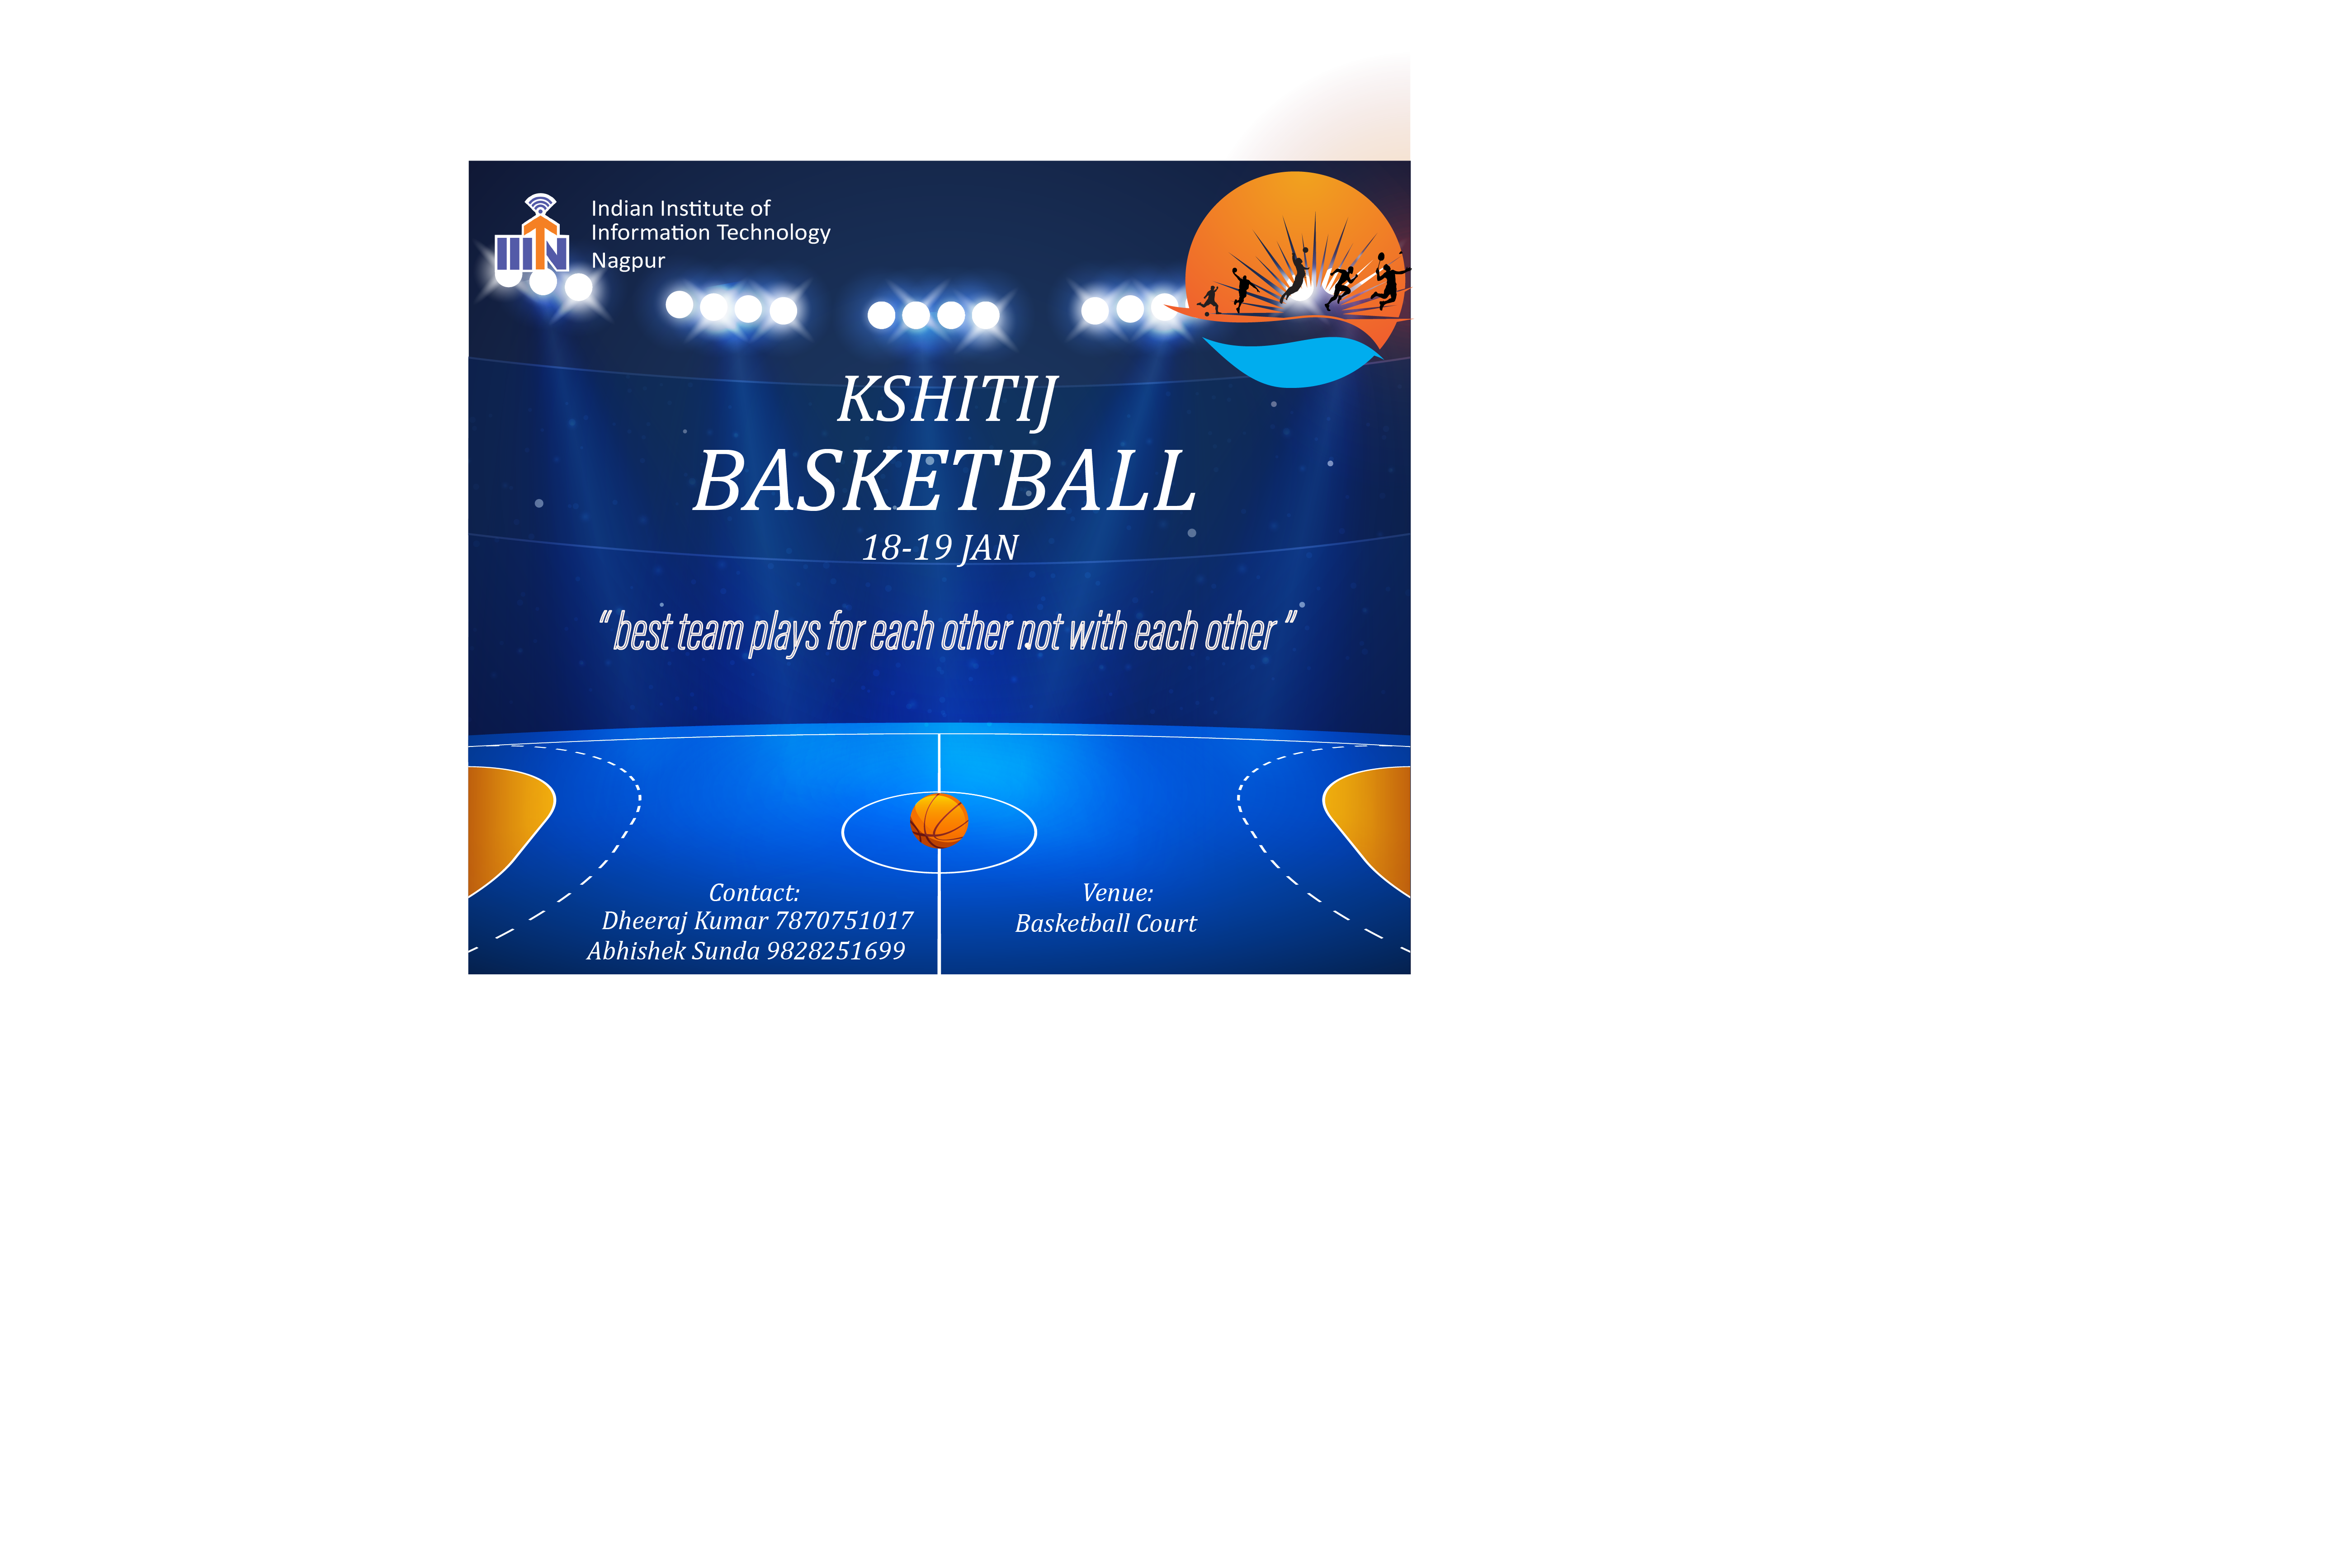 Indian Institute of
Information Technology
Nagpur
IIITN
KSHITIJ
BASKETBALL
18-19 JAN
“ best team plays for each other not with each other ”
Contact:
Dheeraj Kumar 7870751017
Abhishek Sunda 9828251699
Venue:
Basketball Court